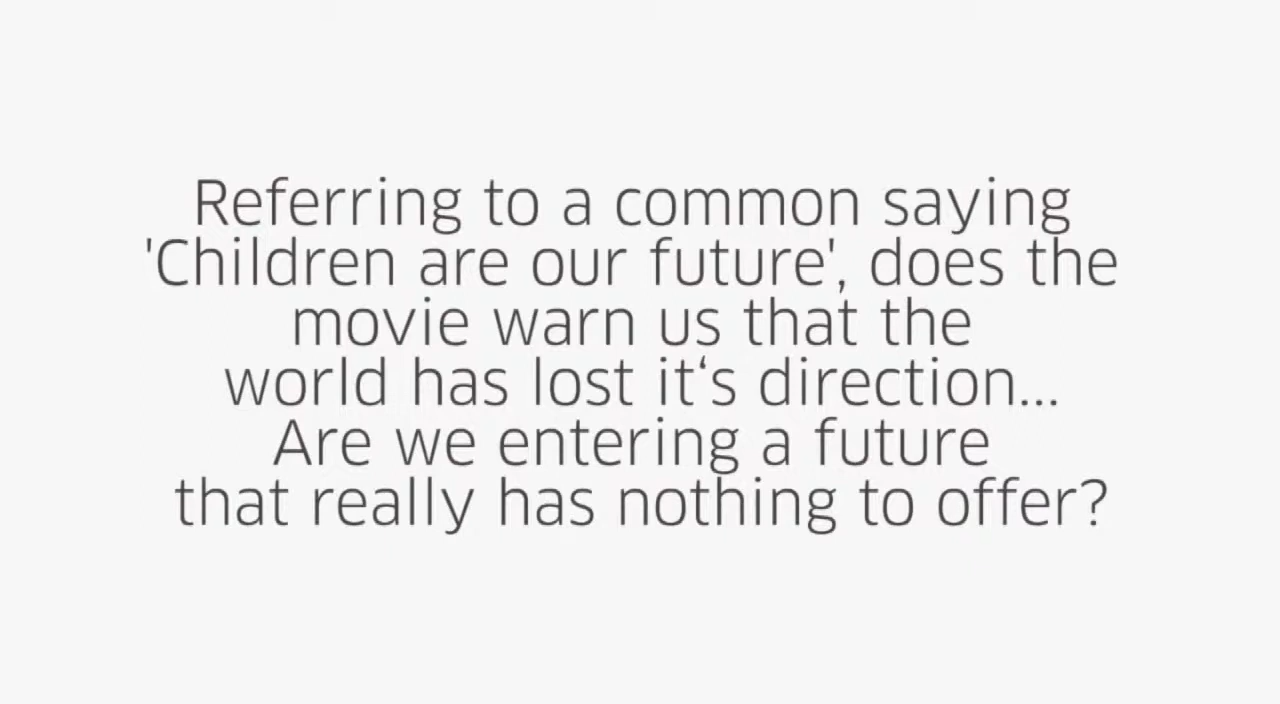 Referring to a common saying
'Children are our future', does the
movie warn us that the
world has lost it‘s direction...
Are we entering a future
that really has nothing to offer?